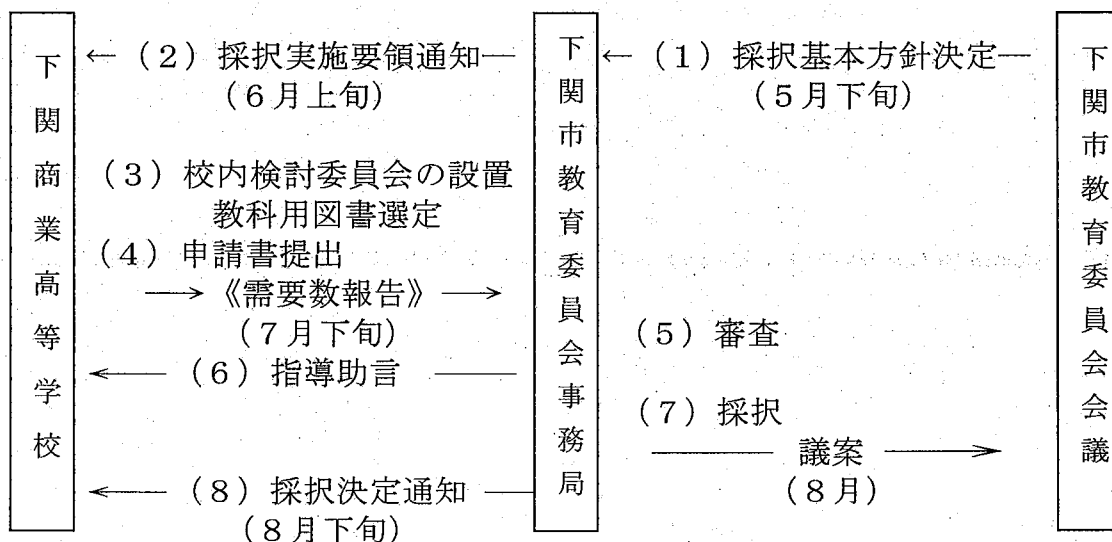 下関商業高等学校
下関市教育委員会事務局
下関市教育委員会会議
← (1) 採択基本方針決定―
(5月下旬)
← (2) 採択実施要領通知―
(6月上旬)
(3) 校内検討委員会の設置
教科用図書選定
(4) 申請書提出
→ 《需要数報告》 →
(7月下旬)
(5) 審査
← (6) 指導助言 ―
(7) 採択
― 議案 →
(8月)
← (8) 採択決定通知 ―
(8月下旬)